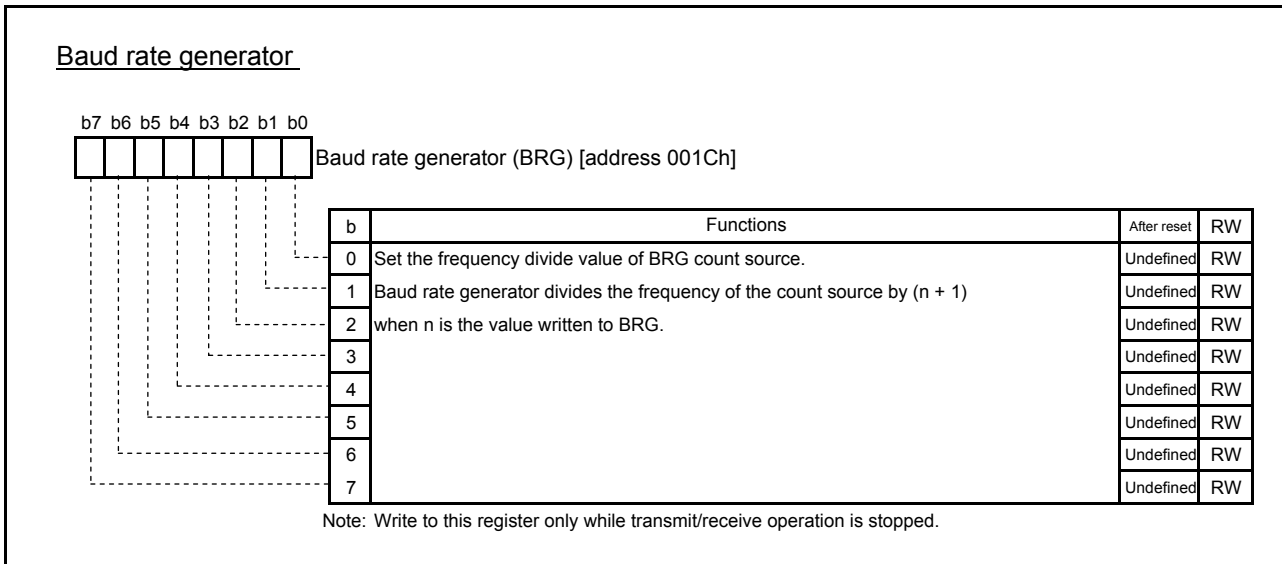 Baud rate generator
b7 b6 b5 b4 b3 b2 b1 b0
Baud rate generator (BRG) [address 001Ch]
b Functions After reset RW
0 Set the frequency divide value of BRG count source. Undefined RW
1 Baud rate generator divides the frequency of the count source by (n + 1) Undefined RW
2 when n is the value written to BRG. Undefined RW
3 Undefined RW
4 Undefined RW
5 Undefined RW
6 Undefined RW
7 Undefined RW
Note: Write to this register only while transmit/receive operation is stopped.